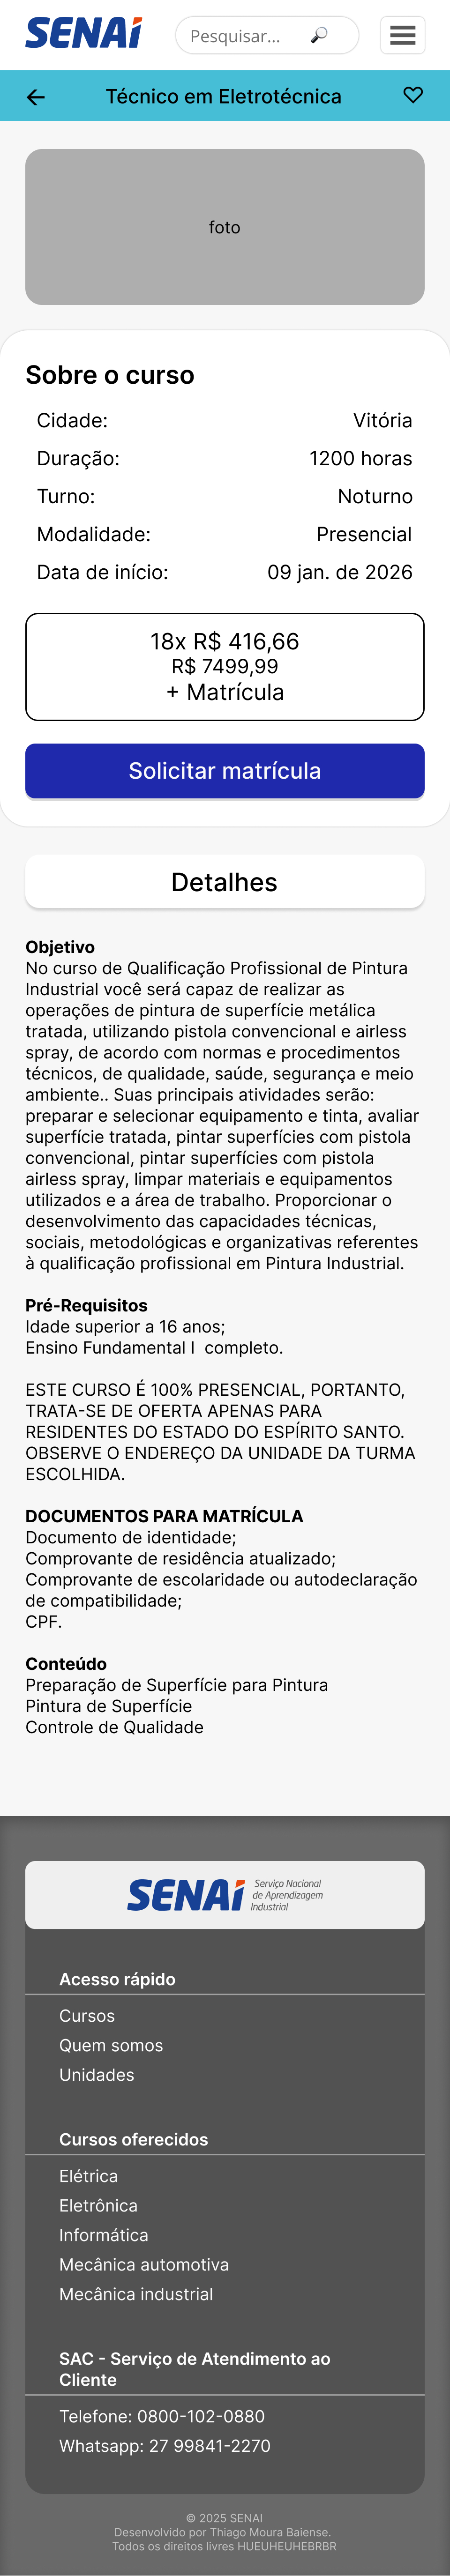 SENAI
Pesquisar...
Técnico em Eletrotécnica
foto
Sobre o curso
Cidade: Vitória
Duração: 1200 horas
Turno: Noturno
Modalidade: Presencial
Data de início: 09 jan. de 2026
18x R$ 416,66
R$ 7499,99
+ Matrícula
Solicitar matrícula
Detalhes
Objetivo
No curso de Qualificação Profissional de Pintura
Industrial você será capaz de realizar as
operações de pintura de superfície metálica
tratada, utilizando pistola convencional e airless
spray, de acordo com normas e procedimentos
técnicos, de qualidade, saúde, segurança e meio
ambiente.. Suas principais atividades serão:
preparar e selecionar equipamento e tinta, avaliar
superfície tratada, pintar superfícies com pistola
convencional, pintar superfícies com pistola
airless spray, limpar materiais e equipamentos
utilizados e a área de trabalho. Proporcionar o
desenvolvimento das capacidades técnicas,
sociais, metodológicas e organizativas referentes
à qualificação profissional em Pintura Industrial.
Pré-Requisitos
Idade superior a 16 anos;
Ensino Fundamental I  completo.
ESTE CURSO É 100% PRESENCIAL, PORTANTO,
TRATA-SE DE OFERTA APENAS PARA
RESIDENTES DO ESTADO DO ESPÍRITO SANTO.
OBSERVE O ENDEREÇO DA UNIDADE DA TURMA
ESCOLHIDA.
DOCUMENTOS PARA MATRÍCULA
Documento de identidade;
Comprovante de residência atualizado;
Comprovante de escolaridade ou autodeclaração
de compatibilidade;
CPF.
Conteúdo
Preparação de Superfície para Pintura
Pintura de Superfície
Controle de Qualidade
SENAI
Serviço Nacional
de Aprendizagem
Industrial
Acesso rápido
Cursos
Quem somos
Unidades
Cursos oferecidos
Elétrica
Eletrônica
Informática
Mecânica automotiva
Mecânica industrial
SAC - Serviço de Atendimento ao
Cliente
Telefone: 0800-102-0880
Whatsapp: 27 99841-2270
© 2025 SENAI
Desenvolvido por Thiago Moura Baiense.
Todos os direitos livres HUEUHEUHEBRBR